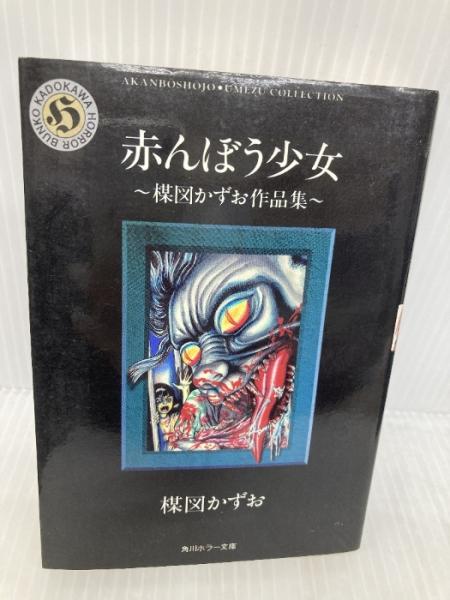 AKANBOSHOJO・UMEZU COLLECTION
KADOKAWA HORROR BUNKO
H
赤んぼう少女
～楳図かずお作品集～
楳図かずお
角川ホラー文庫